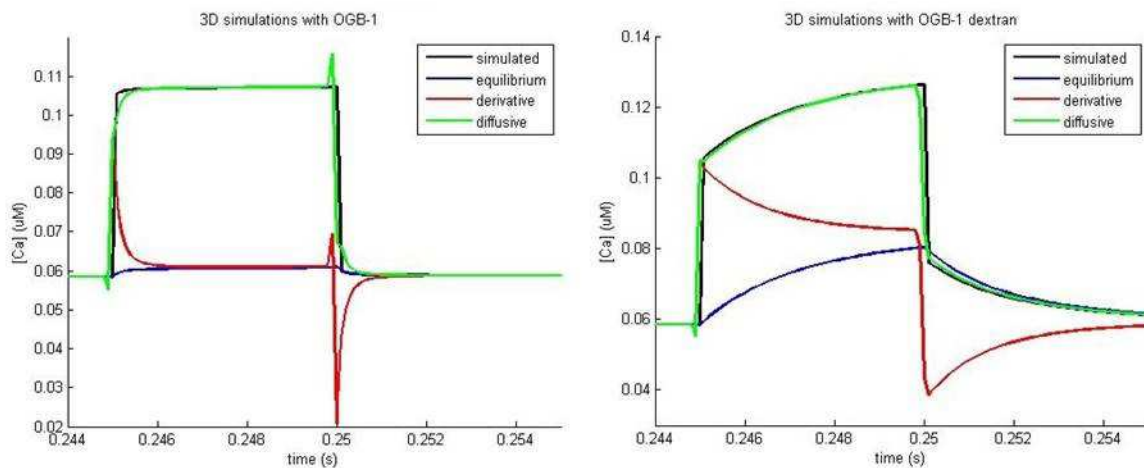 3D simulations with OGB-1
simulated
equilibrium
derivative
diffusive
[Ca] (uM)
0.11
0.1
0.09
0.08
0.07
0.06
0.05
0.04
0.03
0.02
0.244
0.246
0.248
0.25
0.252
0.254
time (s)
3D simulations with OGB-1 dextran
simulated
equilibrium
derivative
diffusive
[Ca] (uM)
0.14
0.12
0.1
0.08
0.06
0.04
0.244
0.246
0.248
0.25
0.252
0.254
time (s)